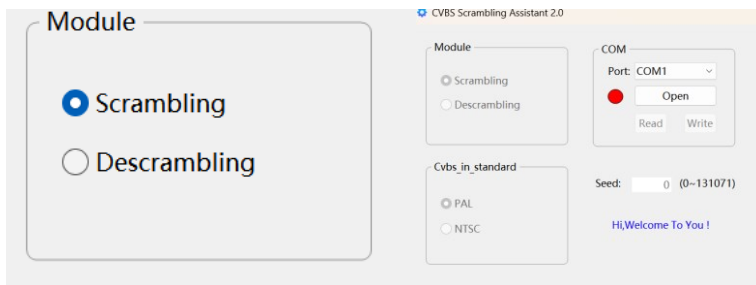 Module
Scrambling
Descrambling
CVBS Scrambling Assistant 2.0
Module
Scrambling
Descrambling
COM
Port: COM1
Open
Read Write
Cvbs_in_standard
PAL
NTSC
Seed: 0 (0~131071)
Hi,Welcome To You !